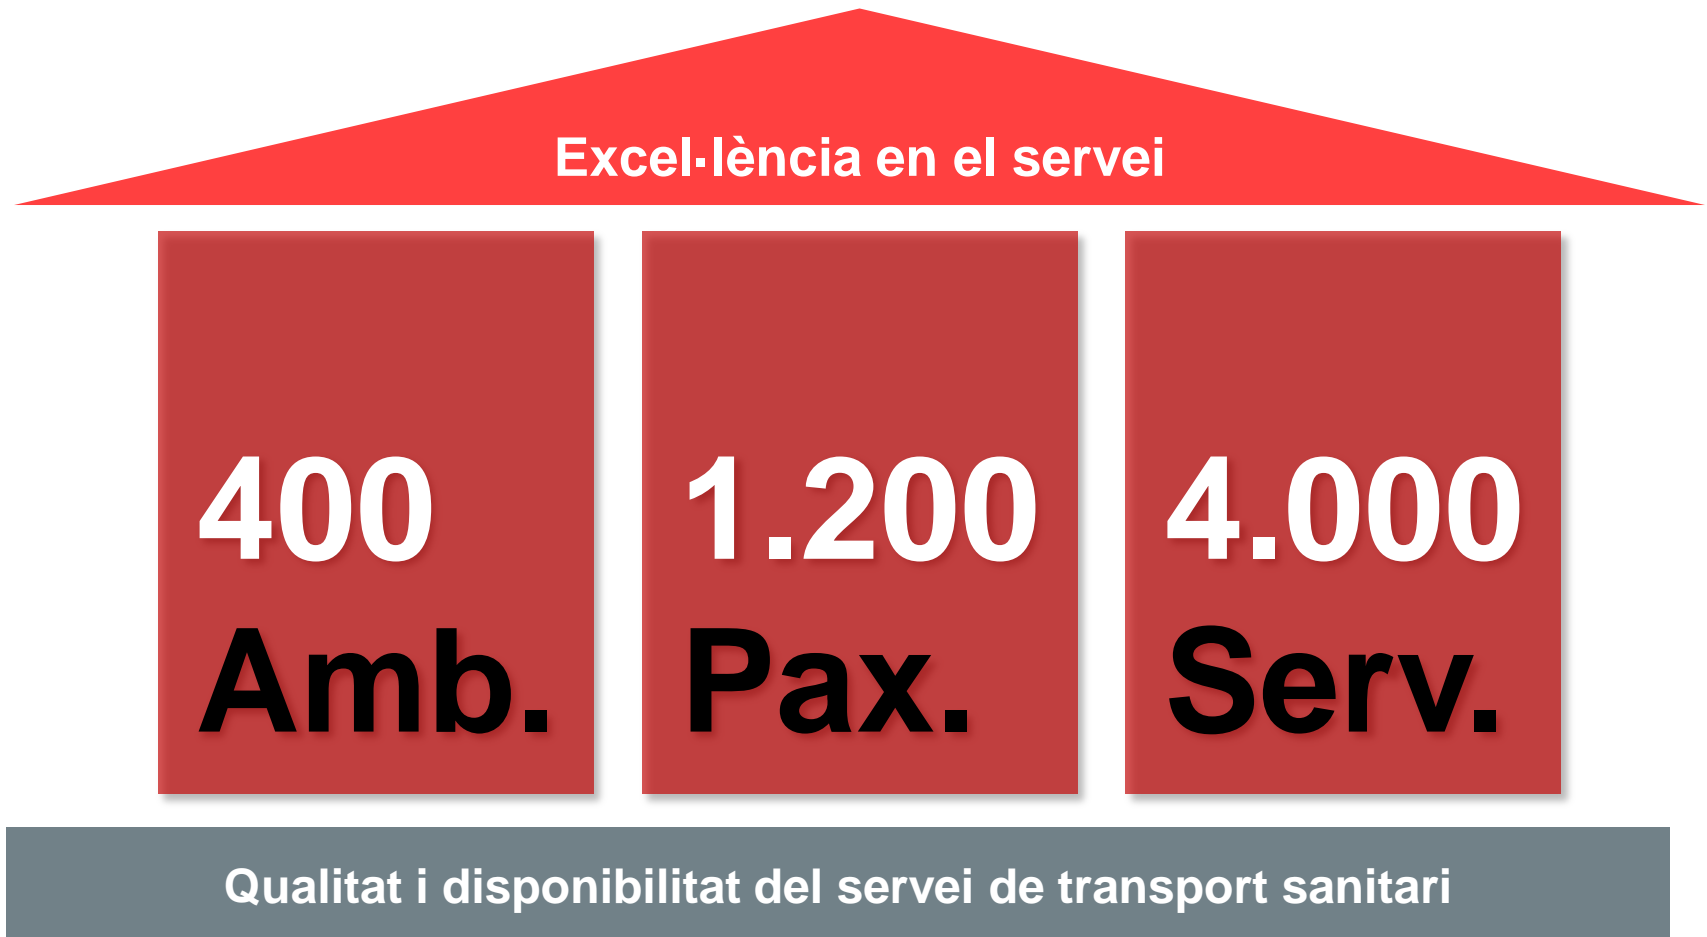 Excel·lència en el servei
400
Amb.
1.200
Pax.
4.000
Serv.
Qualitat i disponibilitat del servei de transport sanitari